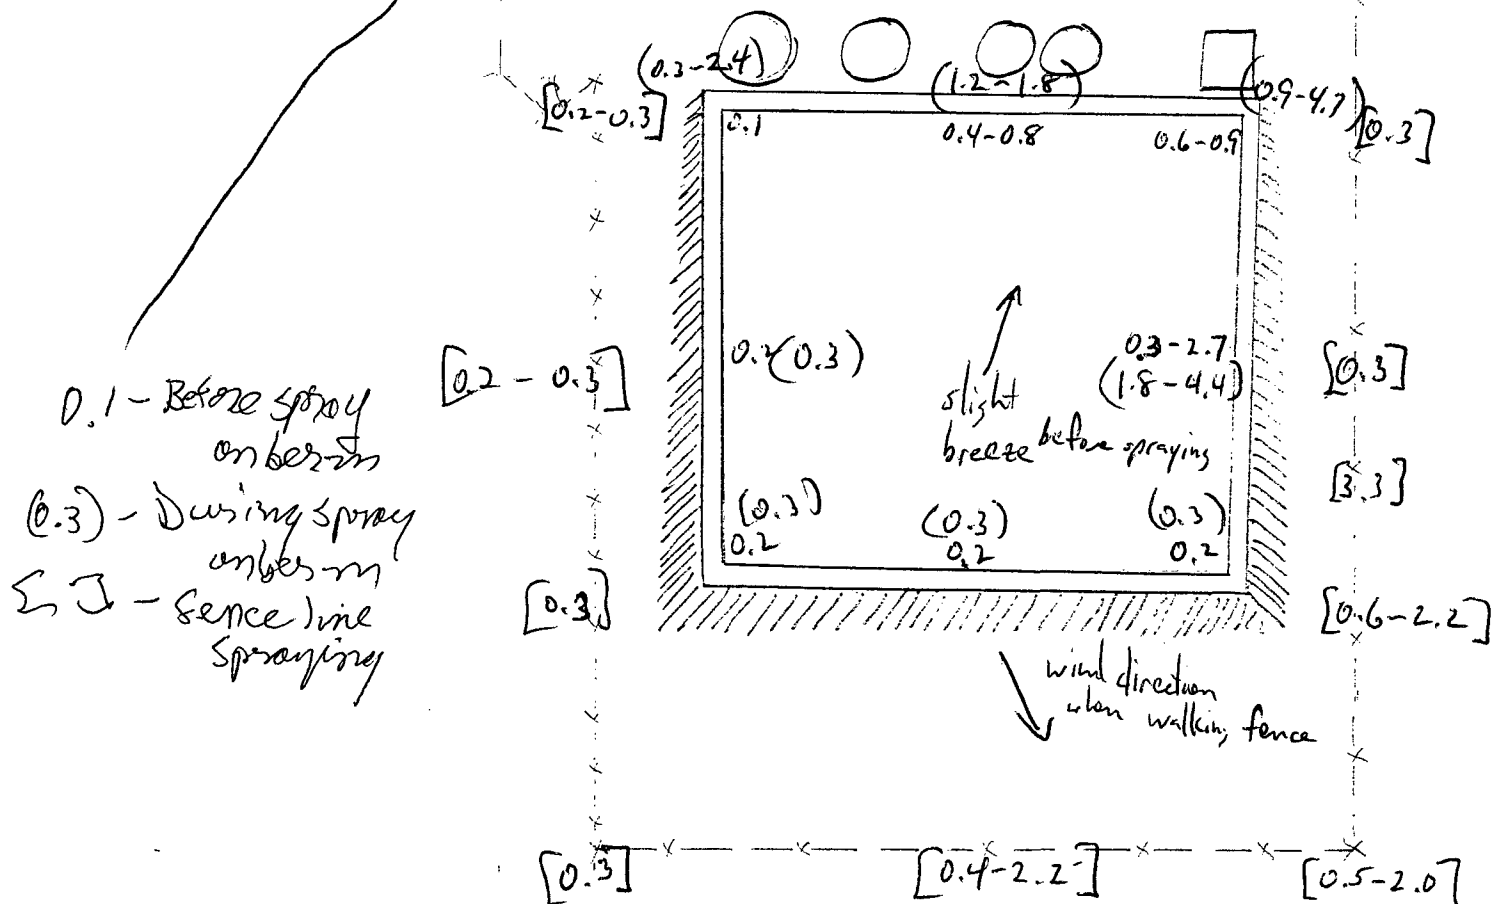 (0.3-2.4)
(1.2-1.8)
(0.9-4.7)
[0.2-0.3]
0.1
0.4-0.8
0.6-0.9
[0.3]
0.2(0.3)
0.3-2.7
(1.8-4.4)
[0.2 - 0.3]
[0.3]
slight
breeze before spraying
0.1 - Before spray
on berm
(0.3) - During spray
on berm
[ ] - fence line
spraying
[3.3]
(0.3)
0.2
(0.3)
0.2
(0.3)
0.2
[0.3]
[0.6-2.2]
wind direction
when walking fence
[0.3]
[0.4-2.2]
[0.5-2.0]